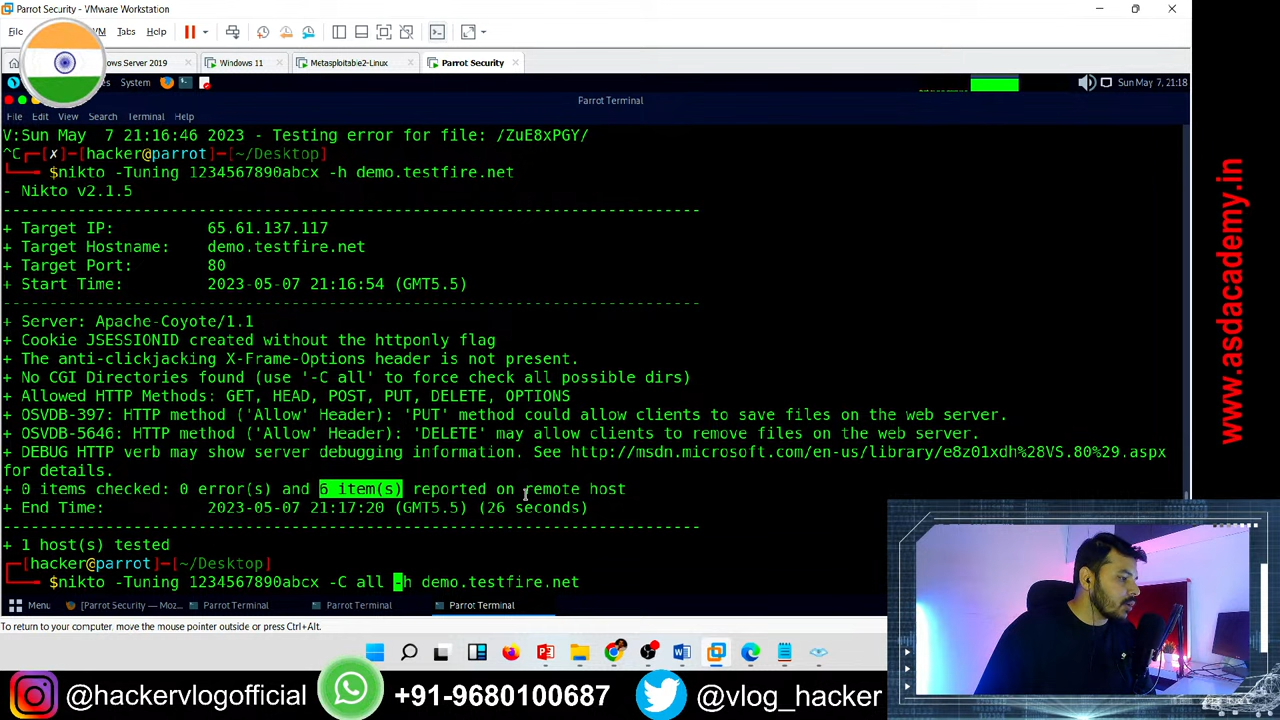 Parrot Security - VMware Workstation
File
VM
Tabs
Help
Windows Server 2019
Windows 11
Metasploitable2-Linux
Parrot Security
System
Sun May 7, 21:18
Parrot Terminal
File Edit View Search Terminal Help
V:Sun May  7 21:16:46 2023 - Testing error for file: /ZuE8xPGY/
^C┌─[✗]─[hacker@parrot]─[~/Desktop]
└──╼ $nikto -Tuning 1234567890abcx -h demo.testfire.net
- Nikto v2.1.5
---------------------------------------------------------------------------
+ Target IP:          65.61.137.117
+ Target Hostname:    demo.testfire.net
+ Target Port:        80
+ Start Time:         2023-05-07 21:16:54 (GMT5.5)
---------------------------------------------------------------------------
+ Server: Apache-Coyote/1.1
+ Cookie JSESSIONID created without the httponly flag
+ The anti-clickjacking X-Frame-Options header is not present.
+ No CGI Directories found (use '-C all' to force check all possible dirs)
+ Allowed HTTP Methods: GET, HEAD, POST, PUT, DELETE, OPTIONS
+ OSVDB-397: HTTP method ('Allow' Header): 'PUT' method could allow clients to save files on the web server.
+ OSVDB-5646: HTTP method ('Allow' Header): 'DELETE' may allow clients to remove files on the web server.
+ DEBUG HTTP verb may show server debugging information. See http://msdn.microsoft.com/en-us/library/e8z01xdh%28VS.80%29.aspx
for details.
+ 0 items checked: 0 error(s) and 6 item(s) reported on remote host
+ End Time:           2023-05-07 21:17:20 (GMT5.5) (26 seconds)
---------------------------------------------------------------------------
+ 1 host(s) tested
┌─[hacker@parrot]─[~/Desktop]
└──╼ $nikto -Tuning 1234567890abcx -C all -h demo.testfire.net
Menu
[Parrot Security — Moz...
Parrot Terminal
Parrot Terminal
Parrot Terminal
To return to your computer, move the mouse pointer outside or press Ctrl+Alt.
www.asdacademy.in
@hackervlogofficial
+91-9680100687
@vlog_hacker